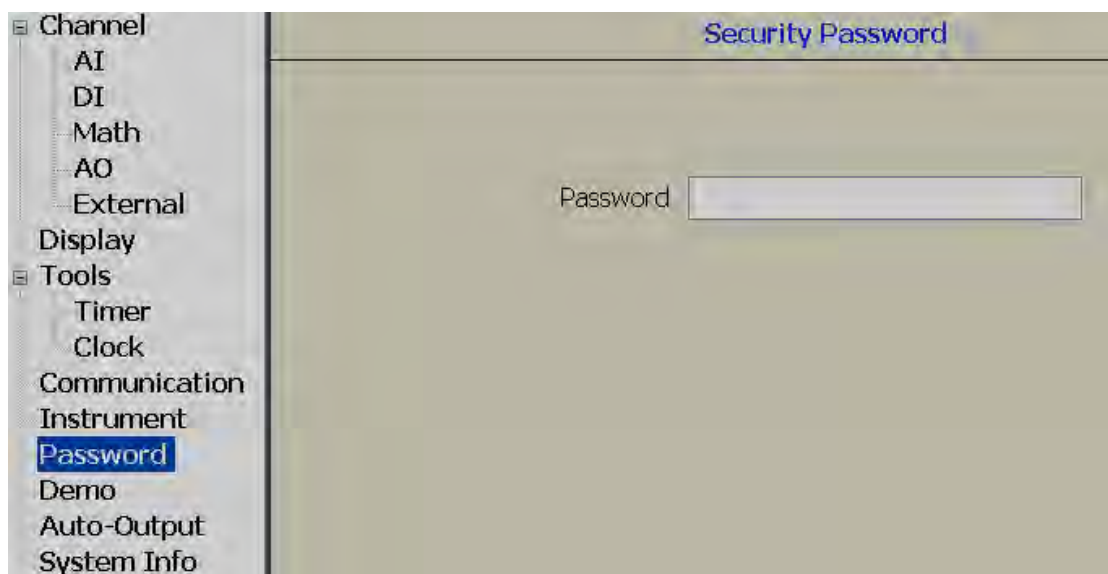 Channel
AI
DI
Math
AO
External
Display
Tools
Timer
Clock
Communication
Instrument
Password
Demo
Auto-Output
System Info
Security Password
Password